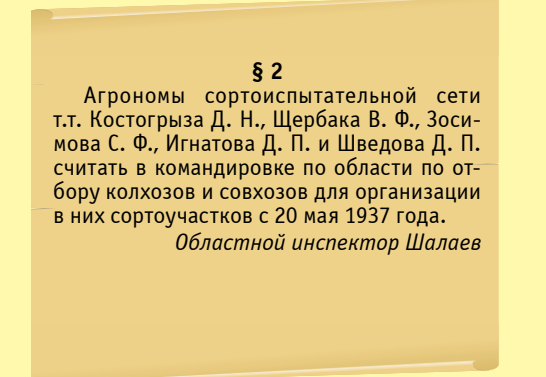 § 2
Агрономы сортоиспытательной сети
т.т. Костогрыза Д. Н., Щербака В. Ф., Зоси-
мова С. Ф., Игнатова Д. П. и Шведова Д. П.
считать в командировке по области по от-
бору колхозов и совхозов для организации
в них сортоучастков с 20 мая 1937 года.
Областной инспектор Шалаев